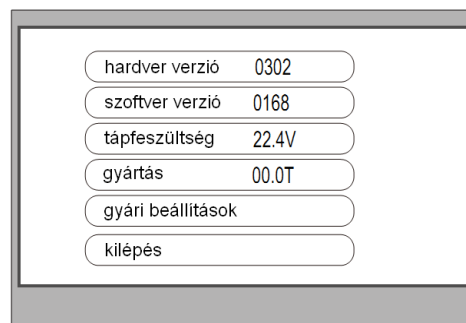 hardver verzió 0302
szoftver verzió 0168
tápfeszültség 22.4V
gyártás 00.0T
gyári beállítások
kilépés